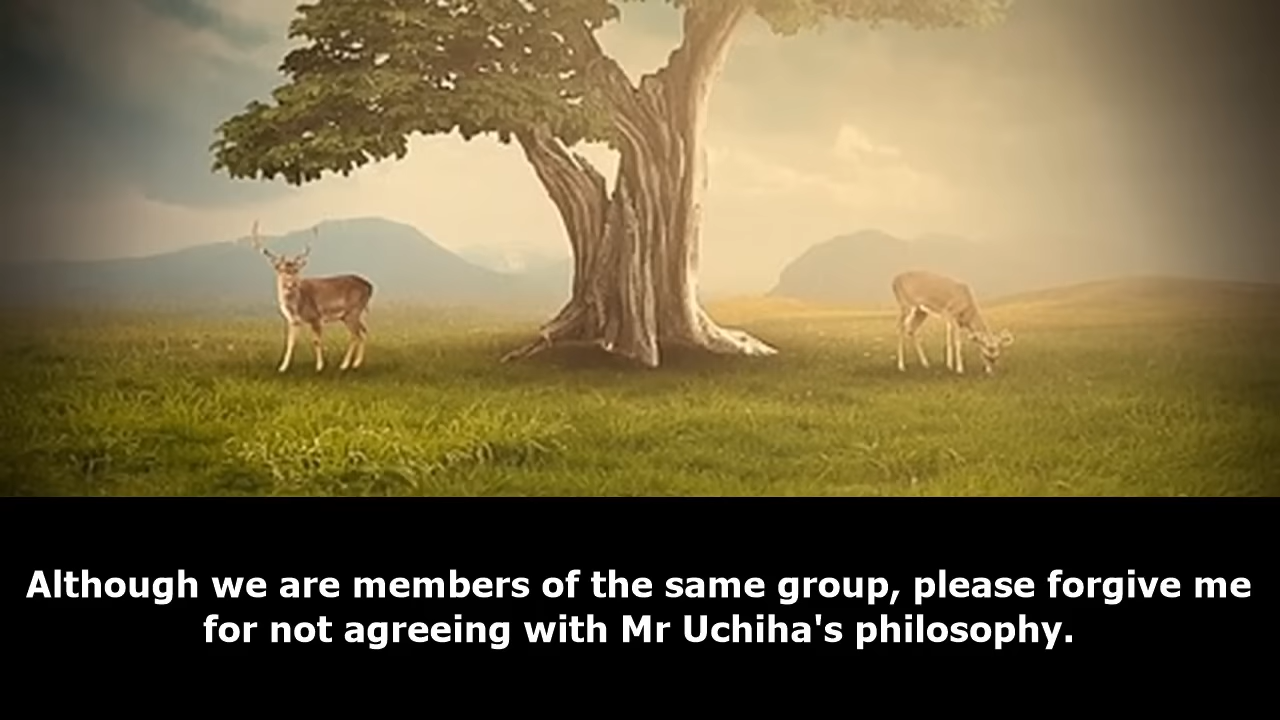 Although we are members of the same group, please forgive me
for not agreeing with Mr Uchiha's philosophy.